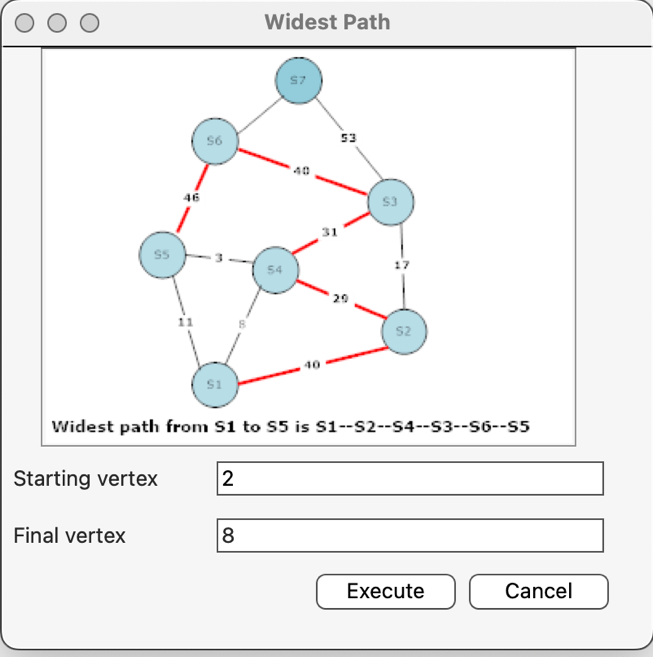 Widest Path
S7
S6
53
40
46
S3
31
S5
3
S4
17
29
11
8
S2
40
S1
Widest path from S1 to S5 is S1--S2--S4--S3--S6--S5
Starting vertex 2
Final vertex 8
Execute Cancel